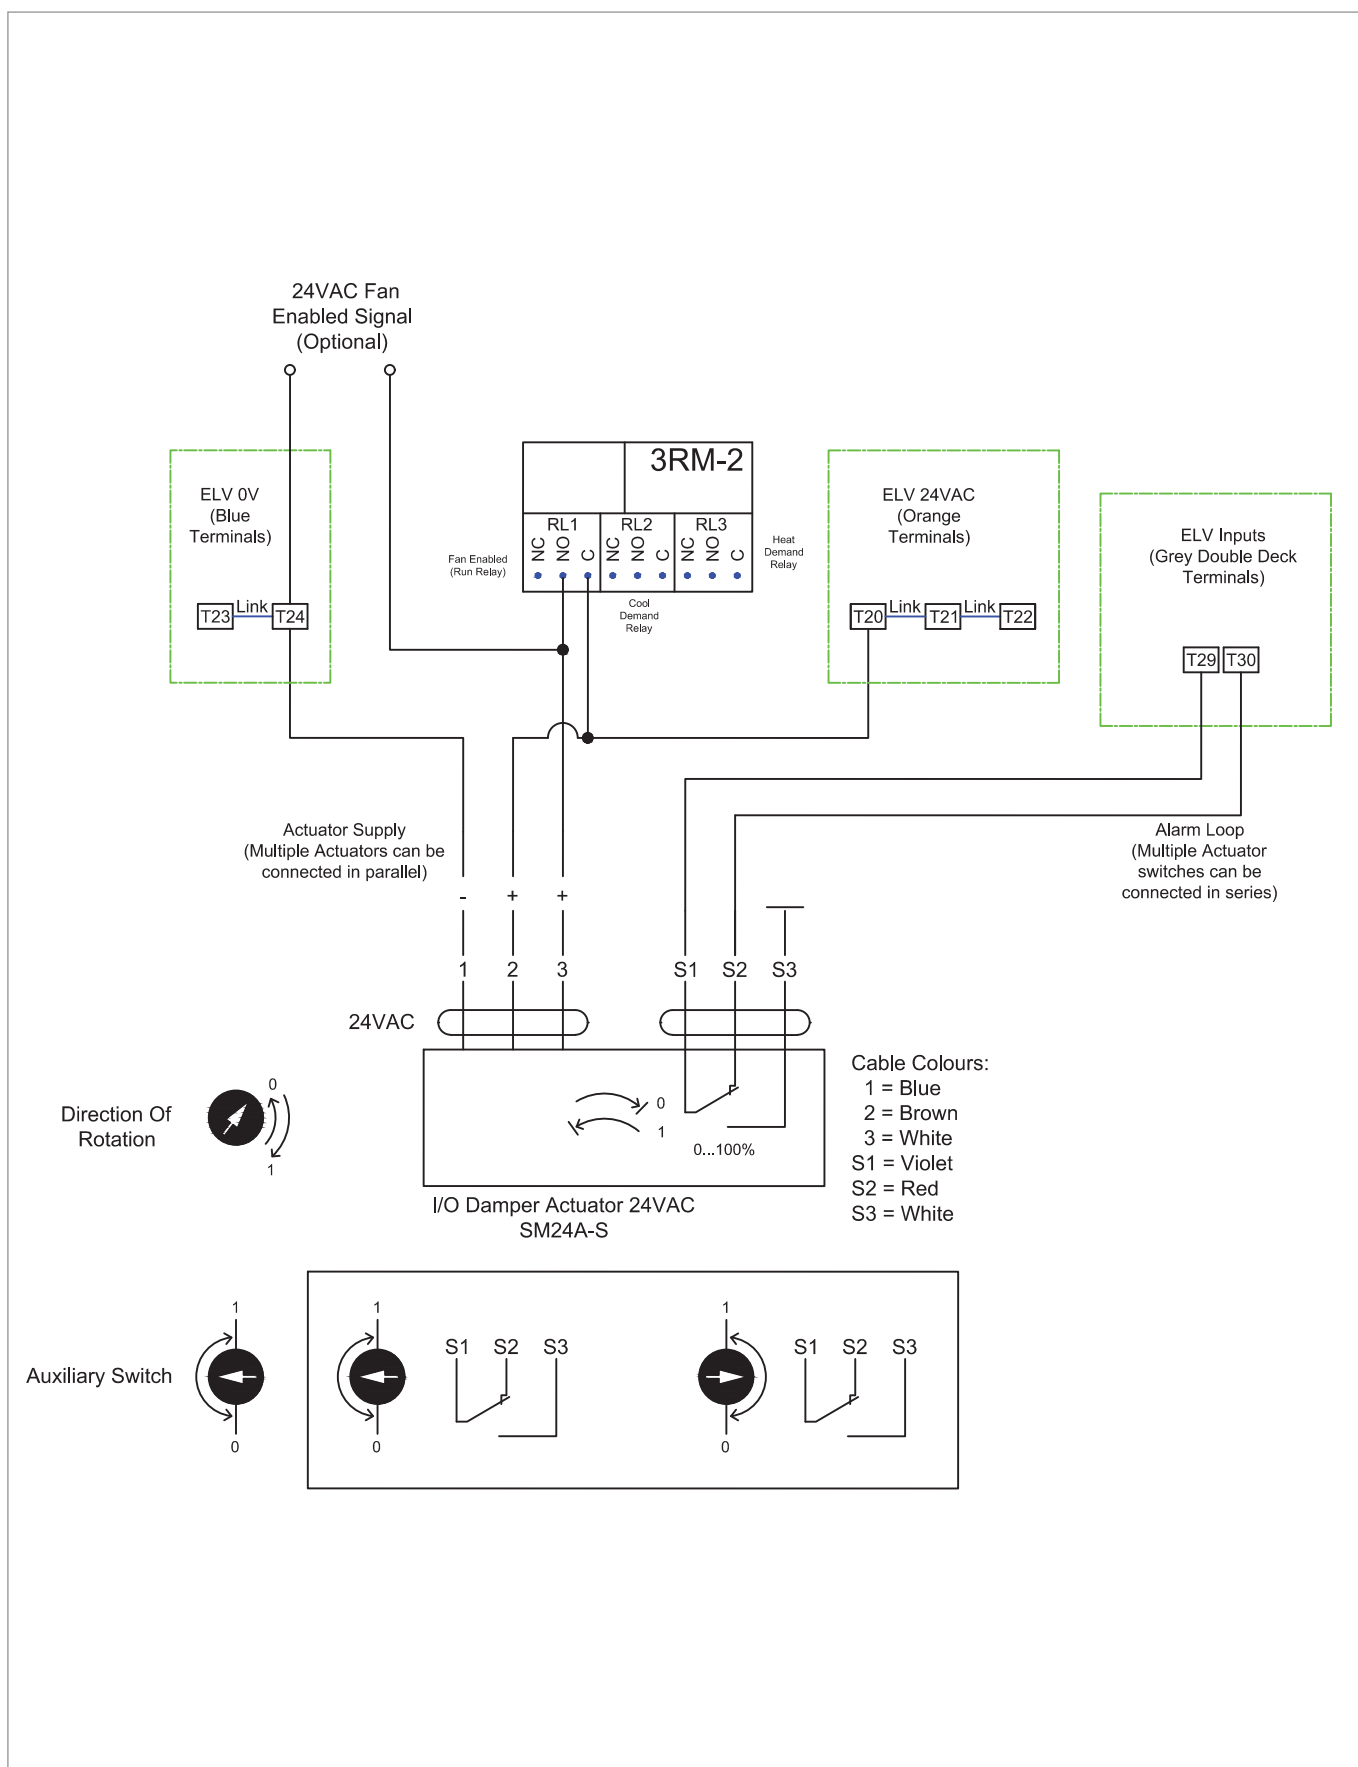 24VAC Fan
Enabled Signal
(Optional)
ELV 0V
(Blue
Terminals)
T23
Link
T24
3RM-2
RL1
RL2
RL3
NC
NO
C
NC
NO
C
NC
NO
C
Fan Enabled
(Run Relay)
Cool
Demand
Relay
Heat
Demand
Relay
ELV 24VAC
(Orange
Terminals)
T20
Link
T21
Link
T22
ELV Inputs
(Grey Double Deck
Terminals)
T29
T30
Actuator Supply
(Multiple Actuators can be
connected in parallel)
Alarm Loop
(Multiple Actuator
switches can be
connected in series)
- + +
1 2 3
S1 S2 S3
24VAC
Direction Of
Rotation
0
1
0
1
0...100%
Cable Colours:
1 = Blue
2 = Brown
3 = White
S1 = Violet
S2 = Red
S3 = White
I/O Damper Actuator 24VAC
SM24A-S
Auxiliary Switch
1
0
1
0
S1 S2 S3
1
0
S1 S2 S3